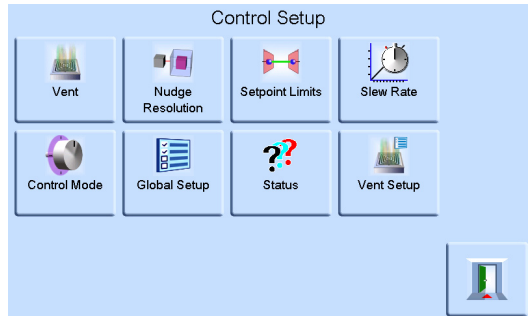 Control Setup
Vent
Nudge
Resolution
Setpoint Limits
Slew Rate
Control Mode
Global Setup
Status
Vent Setup